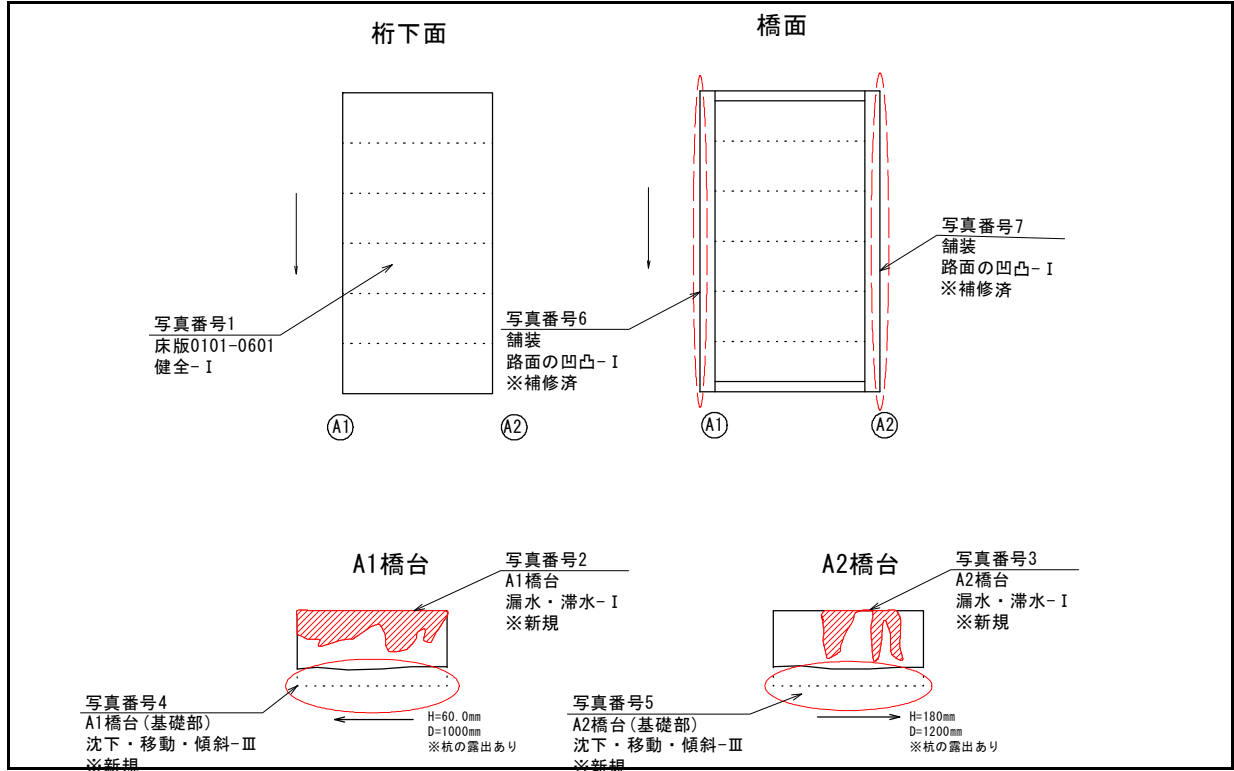 桁下面
橋面
写真番号1
床版0101-0601
健全-Ⅰ
写真番号6
舗装
路面の凹凸-Ⅰ
※補修済
写真番号7
舗装
路面の凹凸-Ⅰ
※補修済
A1
A2
A1
A2
A1橋台
写真番号2
A1橋台
漏水・滞水-Ⅰ
※新規
写真番号4
A1橋台(基礎部)
沈下・移動・傾斜-Ⅲ
※新規
H=60.0mm
D=1000mm
※杭の露出あり
A2橋台
写真番号3
A2橋台
漏水・滞水-Ⅰ
※新規
写真番号5
A2橋台(基礎部)
沈下・移動・傾斜-Ⅲ
※新規
H=180mm
D=1200mm
※杭の露出あり